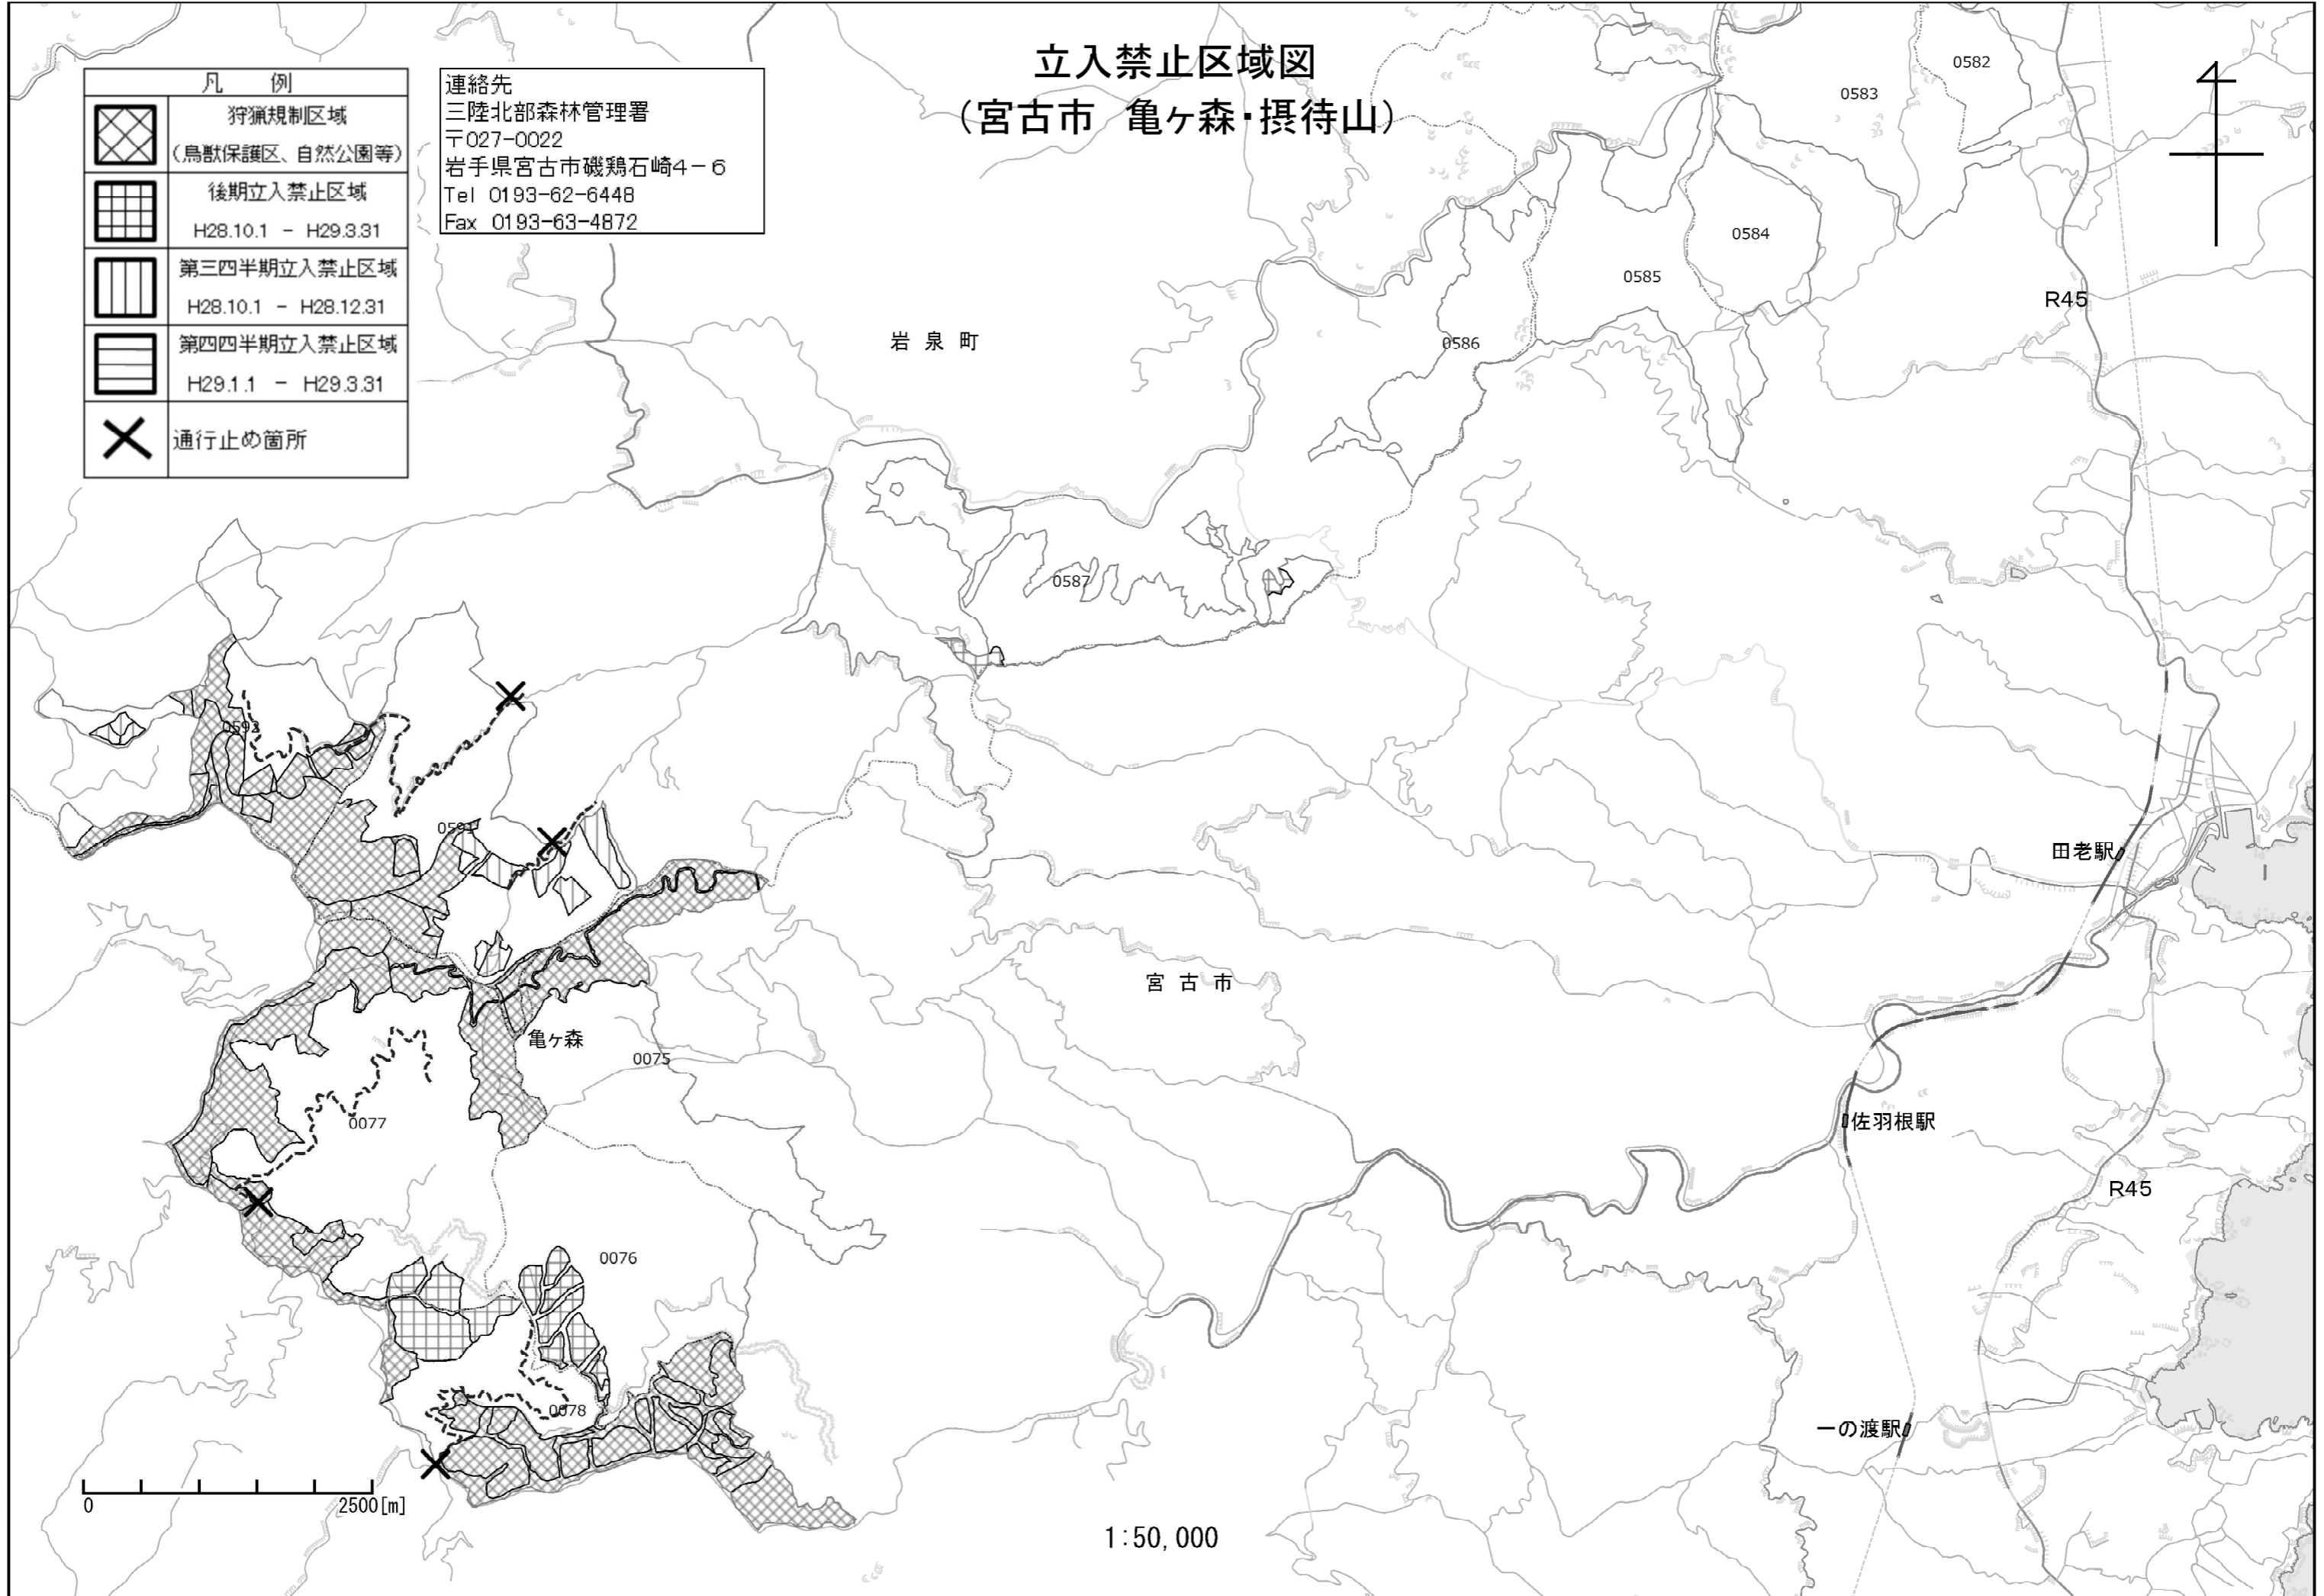 立入禁止区域図
（宮古市　亀ヶ森・摂待山）
凡　例
狩猟規制区域
（鳥獣保護区、自然公園等）
後期立入禁止区域
H28.10.1 － H29.3.31
第三四半期立入禁止区域
H28.10.1 － H28.12.31
第四四半期立入禁止区域
H29.1.1 － H29.3.31
通行止め箇所
連絡先
三陸北部森林管理署
〒027-0022
岩手県宮古市磯鶏石崎４－６
Tel 0193-62-6448
Fax 0193-63-4872
0582
0583
0584
0585
R45
岩泉町
0586
0587
0592
0591
田老駅
宮古市
亀ヶ森
0075
0077
佐羽根駅
R45
0076
0078
一の渡駅
0 2500[m]
1:50,000